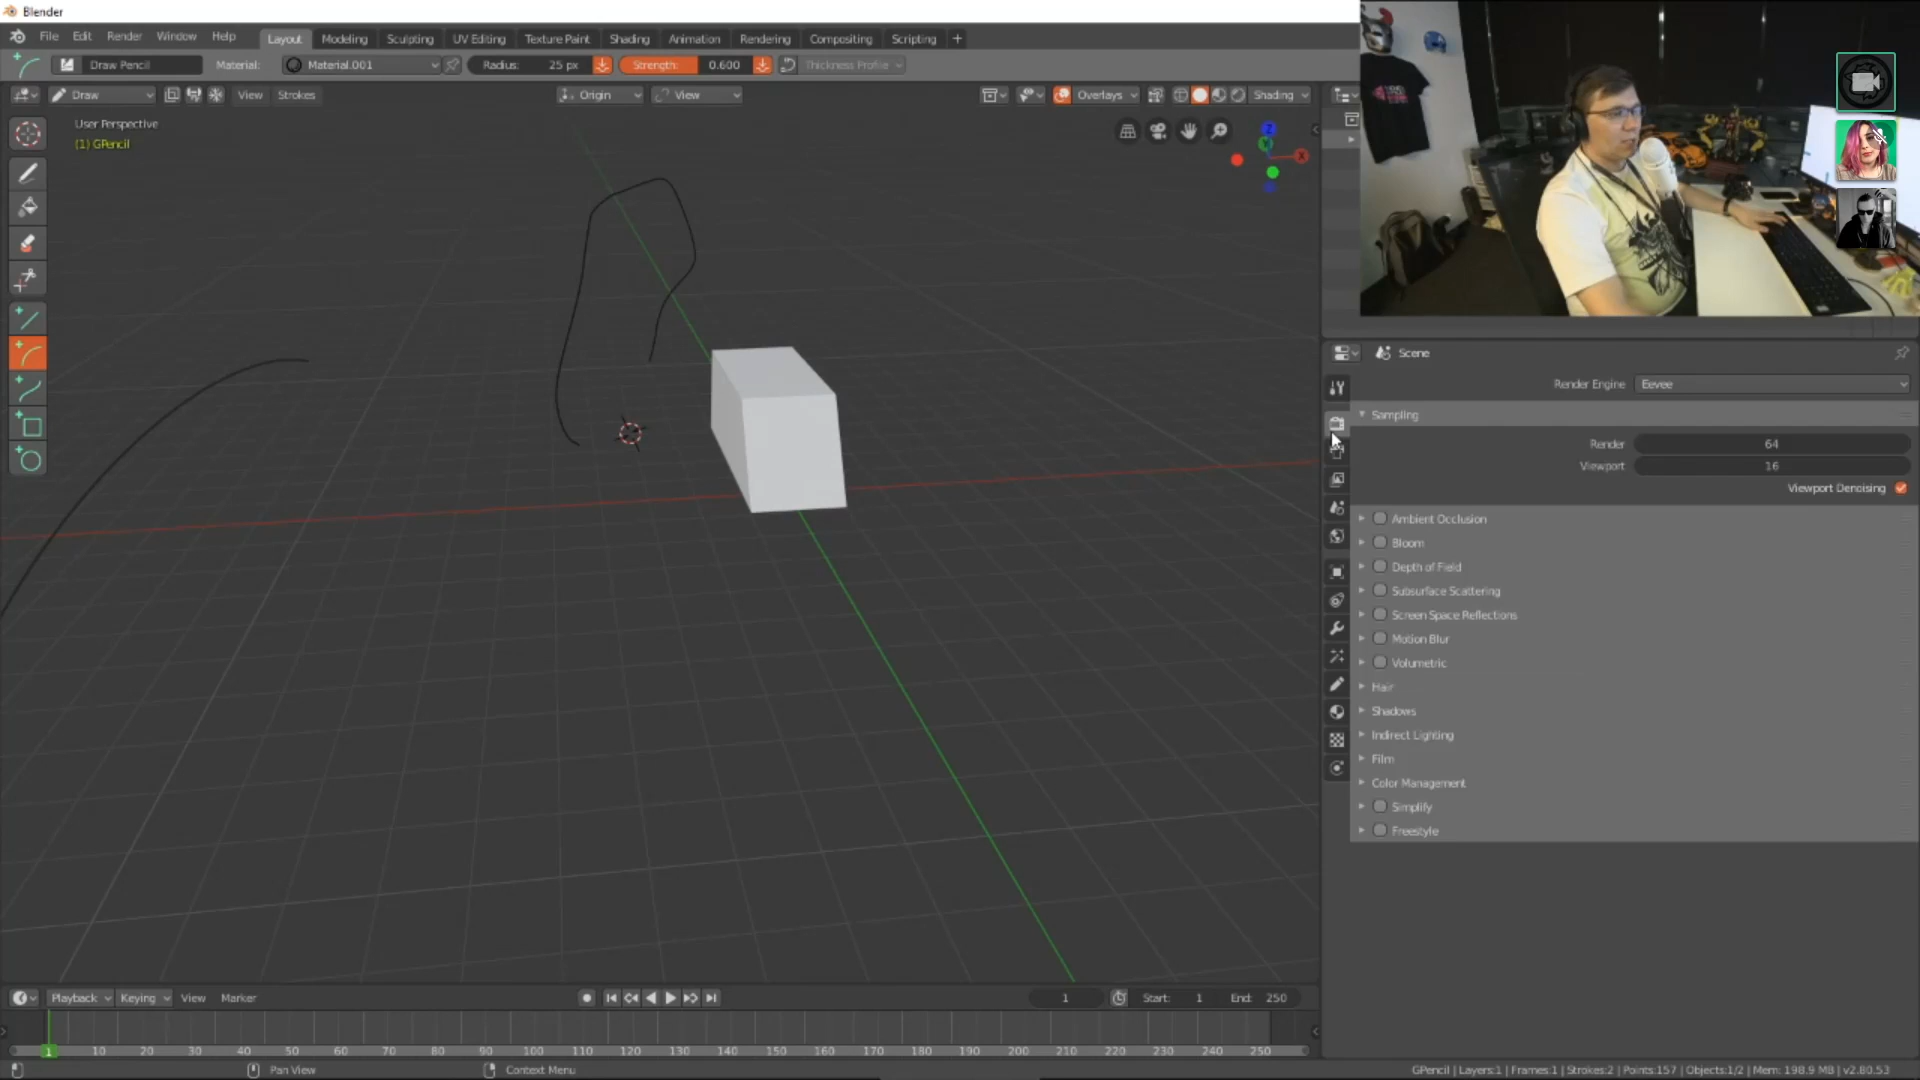 Blender
File Edit Render Window Help Layout Modeling Sculpting UV Editing Texture Paint Shading Animation Rendering Compositing Scripting +
Draw Pencil Material: Material.001 Radius: 25 px Strength: 0.600 Thickness Profile
Draw View Strokes Origin View Overlays Shading
User Perspective
(1) GPencil
Z
Y
X
Scene
Render Engine Eevee
Sampling
Render 64
Viewport 16
Viewport Denoising
Ambient Occlusion
Bloom
Depth of Field
Subsurface Scattering
Screen Space Reflections
Motion Blur
Volumetric
Hair
Shadows
Indirect Lighting
Film
Color Management
Simplify
Freestyle
Playback Keying View Marker 1 Start: 1 End: 250
1 10 20 30 40 50 60 70 80 90 100 110 120 130 140 150 160 170 180 190 200 210 220 230 240 250
Pan View Context Menu GPencil | Layers:1 | Frames:1 | Strokes:2 | Points:157 | Objects:1/2 | Mem: 198.9 MB | v2.80.53